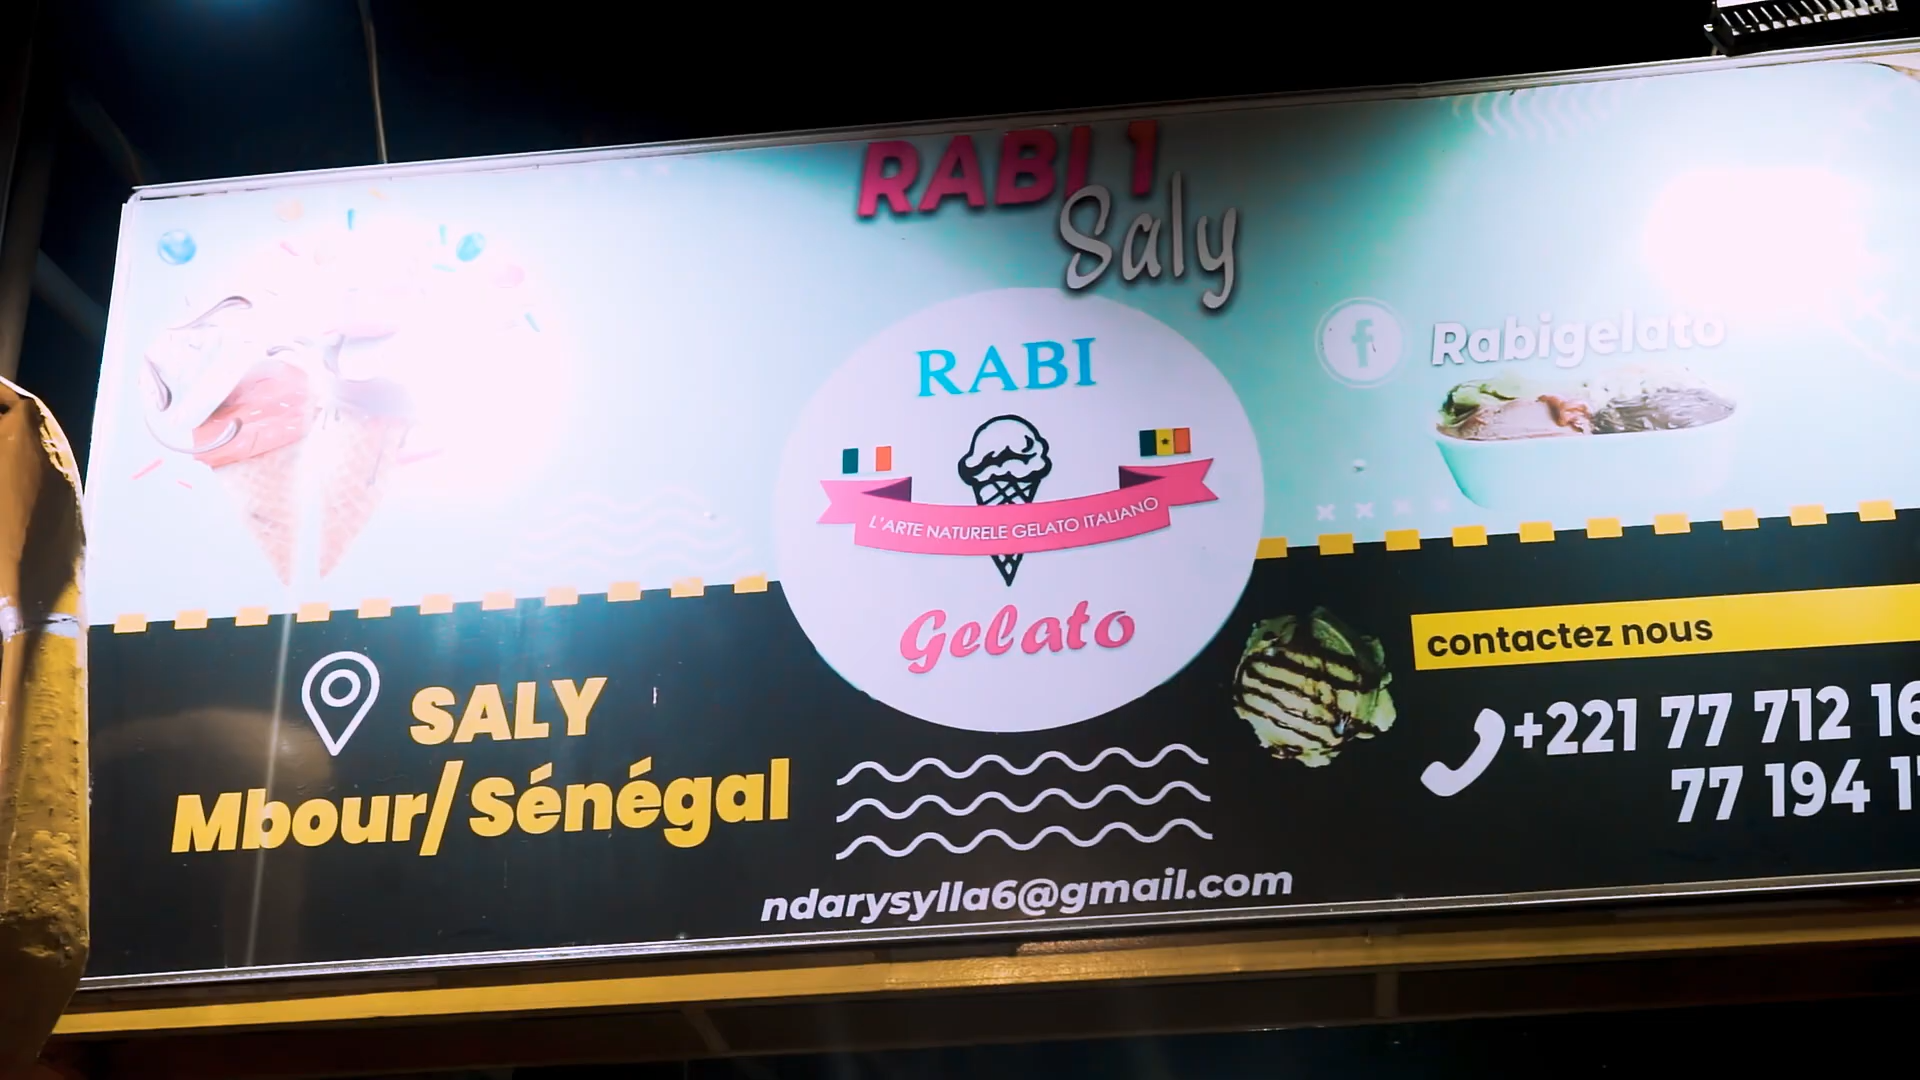 RABI 1
Saly
RABI
L'ARTE NATURELE GELATO ITALIANO
Gelato
Rabigelato
SALY
Mbour/Sénégal
contactez nous
+221 77 712 16
77 194 1
ndarysylla6@gmail.com